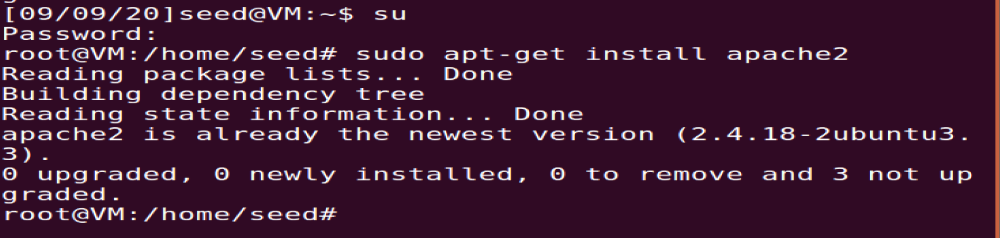 [09/09/20]seed@VM:~$ su
Password:
root@VM:/home/seed# sudo apt-get install apache2
Reading package lists... Done
Building dependency tree
Reading state information... Done
apache2 is already the newest version (2.4.18-2ubuntu3.
3).
0 upgraded, 0 newly installed, 0 to remove and 3 not up
graded.
root@VM:/home/seed#